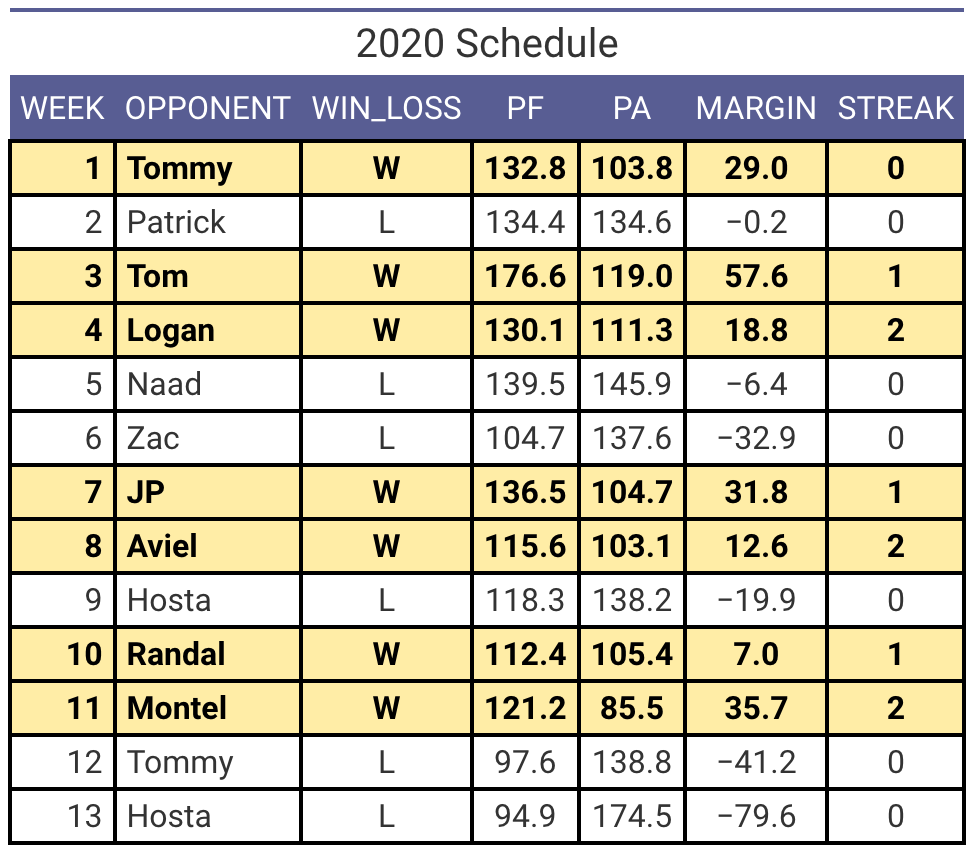 2020 Schedule
WEEK OPPONENT WIN_LOSS PF PA MARGIN STREAK
1 Tommy W 132.8 103.8 29.0 0
2 Patrick L 134.4 134.6 −0.2 0
3 Tom W 176.6 119.0 57.6 1
4 Logan W 130.1 111.3 18.8 2
5 Naad L 139.5 145.9 −6.4 0
6 Zac L 104.7 137.6 −32.9 0
7 JP W 136.5 104.7 31.8 1
8 Aviel W 115.6 103.1 12.6 2
9 Hosta L 118.3 138.2 −19.9 0
10 Randal W 112.4 105.4 7.0 1
11 Montel W 121.2 85.5 35.7 2
12 Tommy L 97.6 138.8 −41.2 0
13 Hosta L 94.9 174.5 −79.6 0